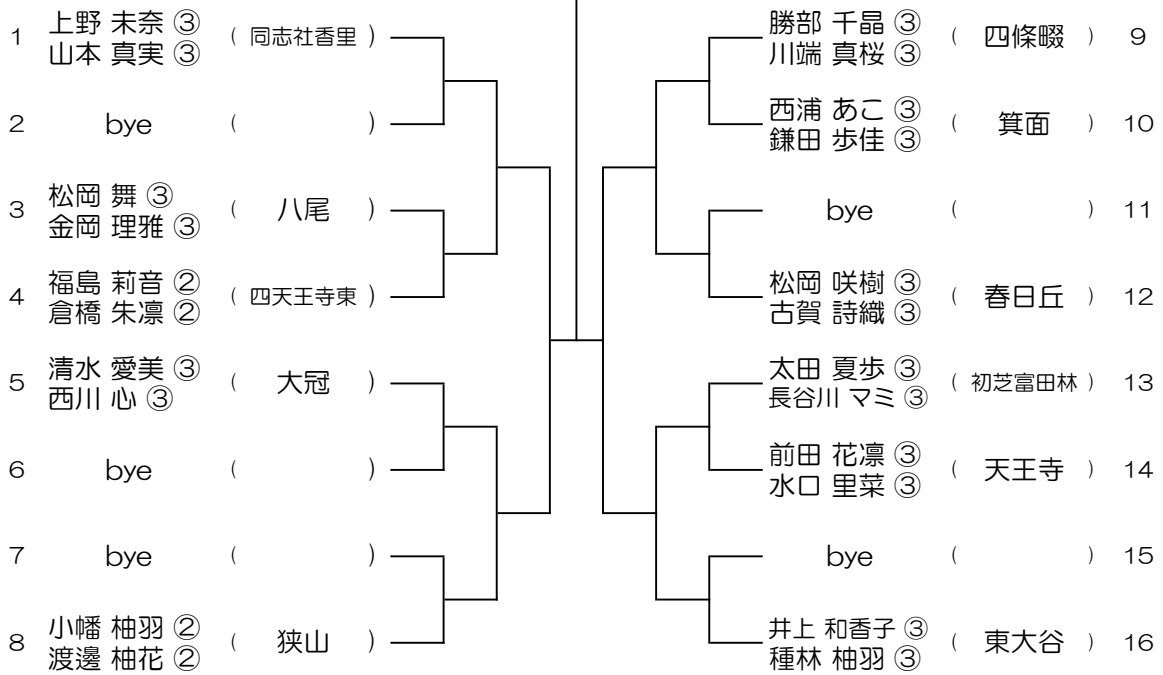 1 上野 未奈 ③ ( 同志社香里 )
山本 真実 ③
2 bye ( )
3 松岡 舞 ③ ( 八尾 )
金岡 理雅 ③
4 福島 莉音 ② ( 四天王寺東 )
倉橋 朱凛 ②
5 清水 愛美 ③ ( 大冠 )
西川 心 ③
6 bye ( )
7 bye ( )
8 小幡 柚羽 ② ( 狭山 )
渡邊 柚花 ②
勝部 千晶 ③ ( 四條畷 ) 9
川端 真桜 ③
西浦 あこ ③ ( 箕面 ) 10
鎌田 歩佳 ③
bye ( ) 11
松岡 咲樹 ③ ( 春日丘 ) 12
古賀 詩織 ③
太田 夏歩 ③ ( 初芝富田林 ) 13
長谷川 マミ ③
前田 花凛 ③ ( 天王寺 ) 14
水口 里菜 ③
bye ( ) 15
井上 和香子 ③ ( 東大谷 ) 16
種林 柚羽 ③